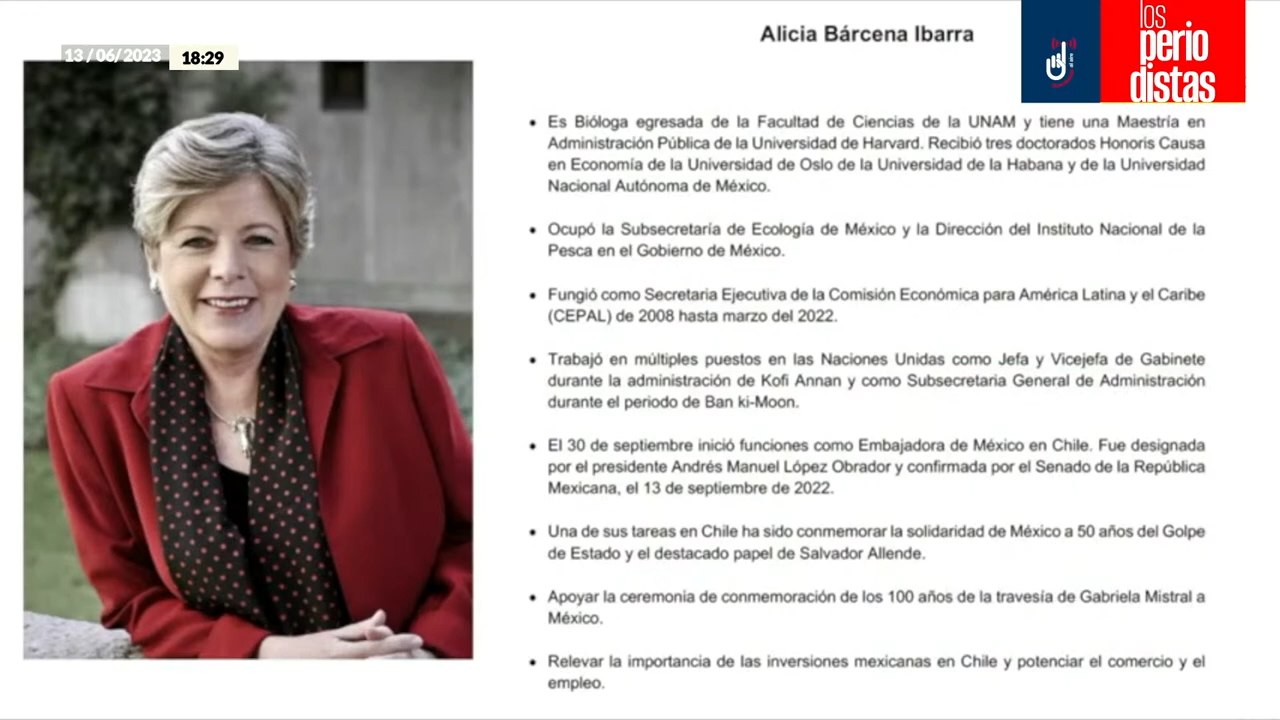 Alicia Bárcena Ibarra
los
perio
distas
al aire
13/06/2023 18:29
• Es Bióloga egresada de la Facultad de Ciencias de la UNAM y tiene una Maestría en
Administración Pública de la Universidad de Harvard. Recibió tres doctorados Honoris Causa
en Economía de la Universidad de Oslo de la Universidad de la Habana y de la Universidad
Nacional Autónoma de México.
• Ocupó la Subsecretaría de Ecología de México y la Dirección del Instituto Nacional de la
Pesca en el Gobierno de México.
• Fungió como Secretaria Ejecutiva de la Comisión Económica para América Latina y el Caribe
(CEPAL) de 2008 hasta marzo del 2022.
• Trabajó en múltiples puestos en las Naciones Unidas como Jefa y Vicejefa de Gabinete
durante la administración de Kofi Annan y como Subsecretaria General de Administración
durante el periodo de Ban ki-Moon.
• El 30 de septiembre inició funciones como Embajadora de México en Chile. Fue designada
por el presidente Andrés Manuel López Obrador y confirmada por el Senado de la República
Mexicana, el 13 de septiembre de 2022.
• Una de sus tareas en Chile ha sido conmemorar la solidaridad de México a 50 años del Golpe
de Estado y el destacado papel de Salvador Allende.
• Apoyar la ceremonia de conmemoración de los 100 años de la travesía de Gabriela Mistral a
México.
• Relevar la importancia de las inversiones mexicanas en Chile y potenciar el comercio y el
empleo.